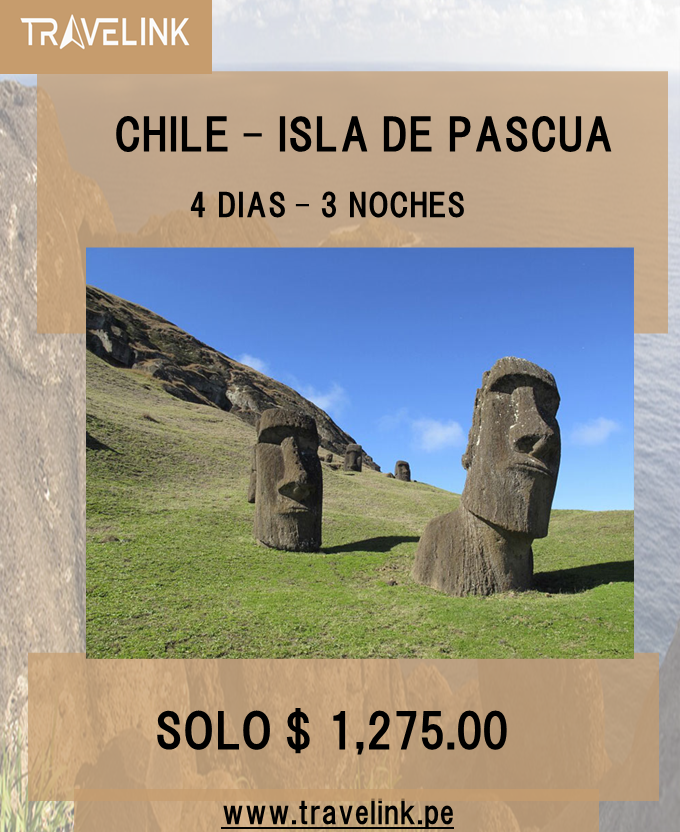 TRAVELINK
CHILE - ISLA DE PASCUA
4 DIAS - 3 NOCHES
SOLO $ 1,275.00
www.travelink.pe